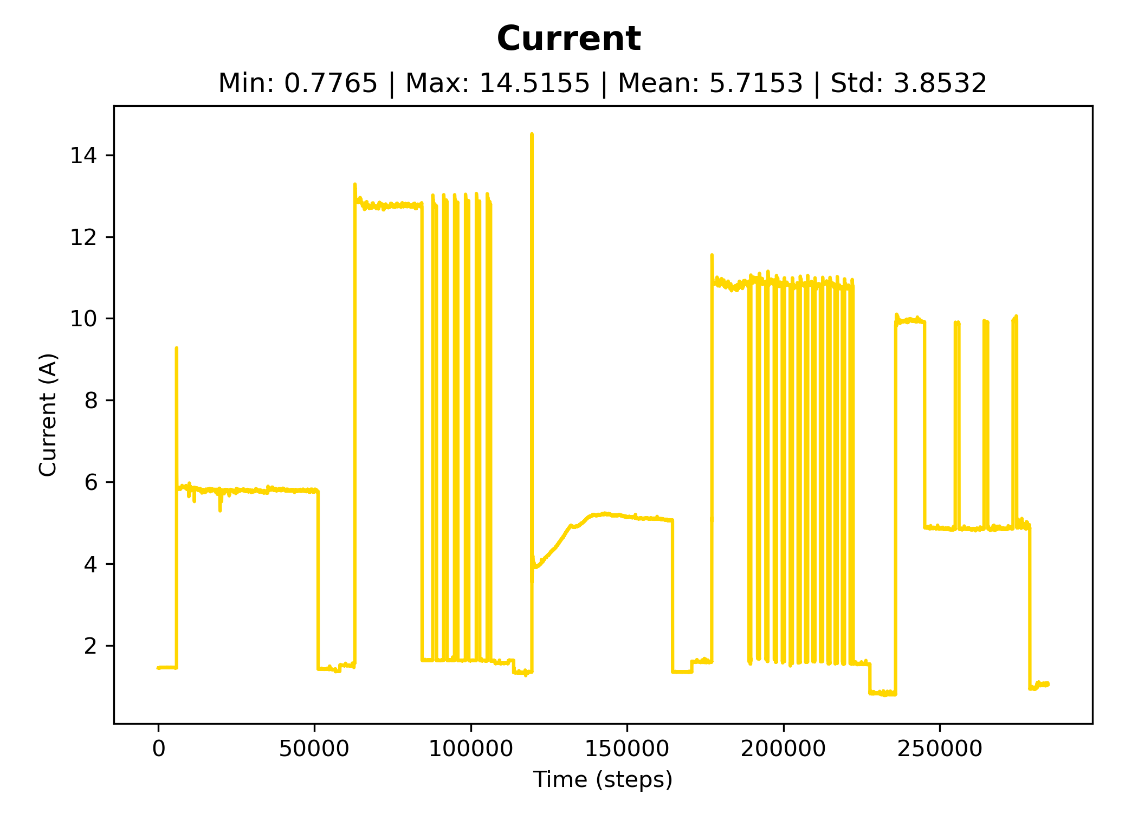 Current
Min: 0.7765 | Max: 14.5155 | Mean: 5.7153 | Std: 3.8532
14
12
10
8
6
4
2
Current (A)
0 50000 100000 150000 200000 250000
Time (steps)